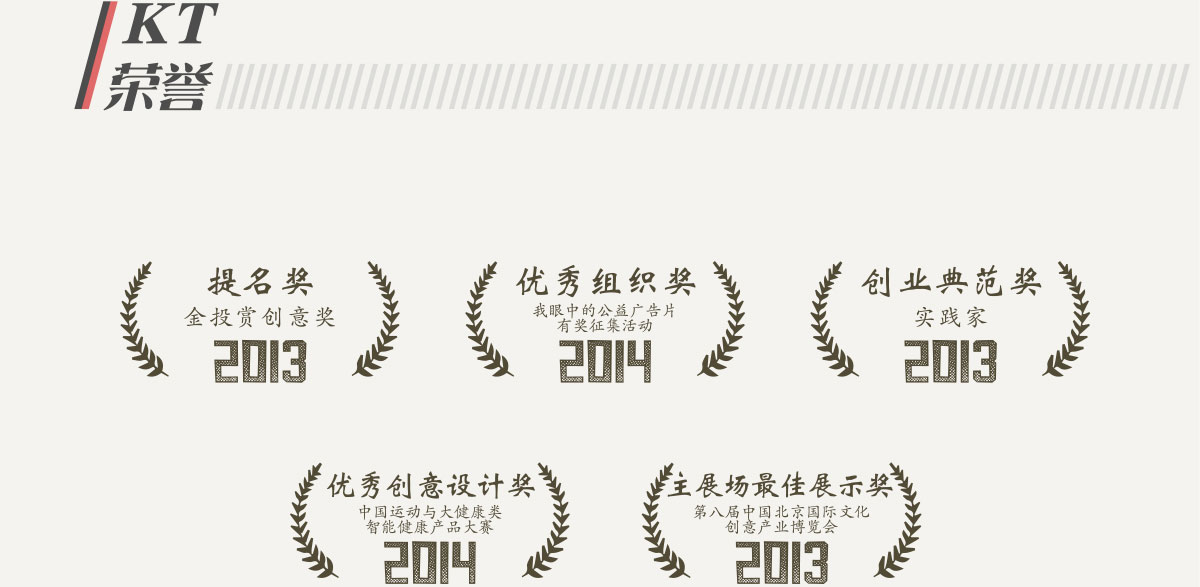 KT
荣誉
提名奖
金投赏创意奖
2013
优秀组织奖
我眼中的公益广告片
有奖征集活动
2014
创业典范奖
实践家
2013
优秀创意设计奖
中国运动与大健康类
智能健康产品大赛
2014
主展场最佳展示奖
第八届中国北京国际文化
创意产业博览会
2013